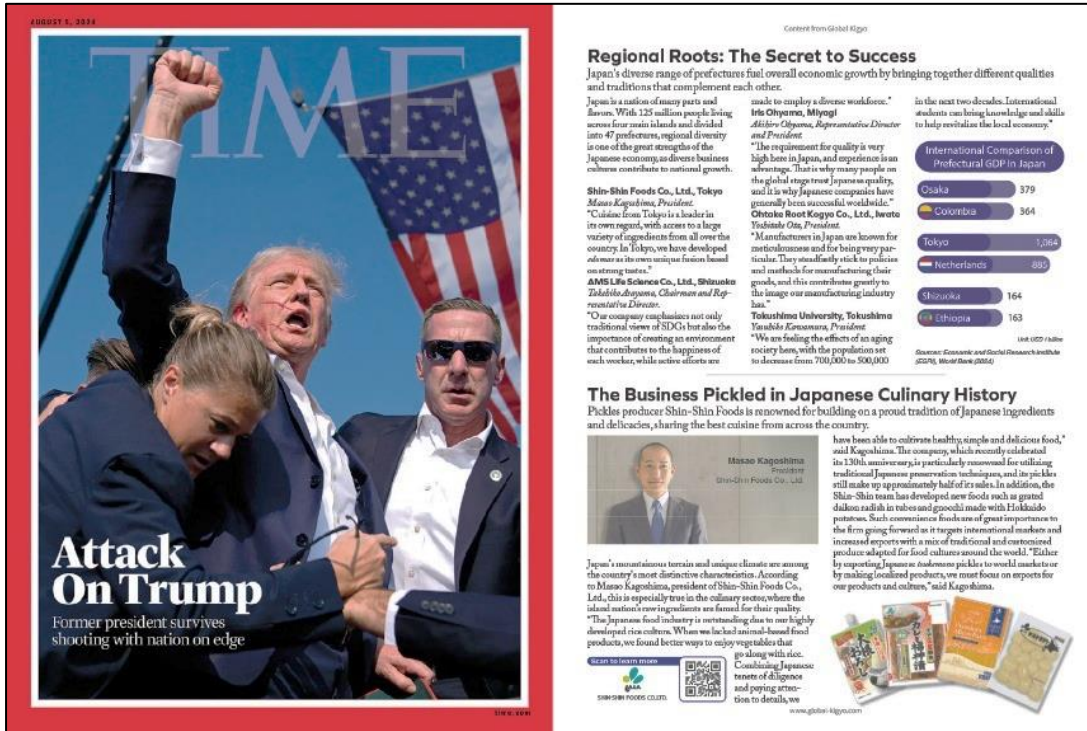 AUGUST 5, 2024
TIME
Attack
On Trump
Former president survives
shooting with nation on edge
time.com
Content from Global Kigyo
Regional Roots: The Secret to Success
Japan's diverse range of prefectures fuel overall economic growth by bringing together different qualities
and traditions that complement each other.
Japan is a nation of many parts and
flavors. With 125 million people living
across four main islands and divided
into 47 prefectures, regional diversity
is one of the great strengths of the
Japanese economy, as diverse business
cultures contribute to national growth.
Shin-Shin Foods Co., Ltd., Tokyo
Masao Kagoshima, President.
"Cuisine from Tokyo is a leader in
its own regard, with access to a large
variety of ingredients from all over the
country. In Tokyo, we have developed
as its own unique fusion based
on strong tastes."
AMS Life Science Co., Ltd., Shizuoka
Takehiko Asayama, Chairman and Rep-
resentative Director.
"Our company emphasizes not only
traditional views of SDGs but also the
importance of creating an environment
that contributes to the happiness of
each worker, while active efforts are
made to employ a diverse workforce."
Iris Ohyama, Miyagi
Akihiro Ohyama, Representative Director
and President
"The requirement for quality is very
high here in Japan, and experience is an
advantage. That is why many people on
the global stage trust Japanese quality,
and it is why Japanese companies have
generally been successful worldwide."
Ohtake Root Kogyo Co., Ltd., Iwate
Yoshitake Ota, President.
"Manufacturers in Japan are known for
meticulousness and for being very par-
ticular. They steadfastly stick to policies
and methods for manufacturing their
goods, and this contributes greatly to
the image our manufacturing industry
has."
Tokushima University, Tokushima
Yasuhiko Kawamura, President
"We are feeling the effects of an aging
society here, with the population set
to decrease from 700,000 to 500,000
in the next two decades. International
students can bring knowledge and skills
to help revitalize the local economy."
International Comparison of
Prefectural GDP in Japan
Osaka 379
Colombia 364
Tokyo 1,064
Netherlands 885
Shizuoka 164
Ethiopia 163
Unit: USD 1 billion
Sources: Economic and Social Research Institute
(ESRI), World Bank (2024)
The Business Pickled in Japanese Culinary History
Pickles producer Shin-Shin Foods is renowned for building on a proud tradition of Japanese ingredients
and delicacies, sharing the best cuisine from across the country.
Masao Kagoshima
President
Shin-Shin Foods Co., Ltd.
Japan's mountainous terrain and unique climate are among
the country's most distinctive characteristics. According
to Masao Kagoshima, president of Shin-Shin Foods Co.,
Ltd., this is especially true in the culinary sector, where the
island nation's raw ingredients are famed for their quality.
"The Japanese food industry is outstanding due to our highly
developed rice culture. When we lacked animal-based food
products, we found better ways to enjoy vegetables that
go along with rice.
Combining Japanese
tenets of diligence
and paying atten-
tion to details, we
Scan to learn more
SHIN-SHIN FOODS CO.,LTD.
have been able to cultivate healthy, simple and delicious food,"
said Kagoshima. The company, which recently celebrated
its 130th anniversary, is particularly renowned for utilizing
traditional Japanese preservation techniques, and its pickles
still make up approximately half of its sales. In addition, the
Shin-Shin team has developed new foods such as grated
daikon radish in tubes and gnocchi made with Hokkaido
potatoes. Such convenience foods are of great importance to
the firm going forward as it targets international markets and
increased exports with a mix of traditional and customized
produce adapted for food cultures around the world. "Either
by exporting Japanese tsukemono pickles to world markets or
by making localized products, we must focus on exports for
our products and culture," said Kagoshima.
福神漬
www.global-kigyo.com